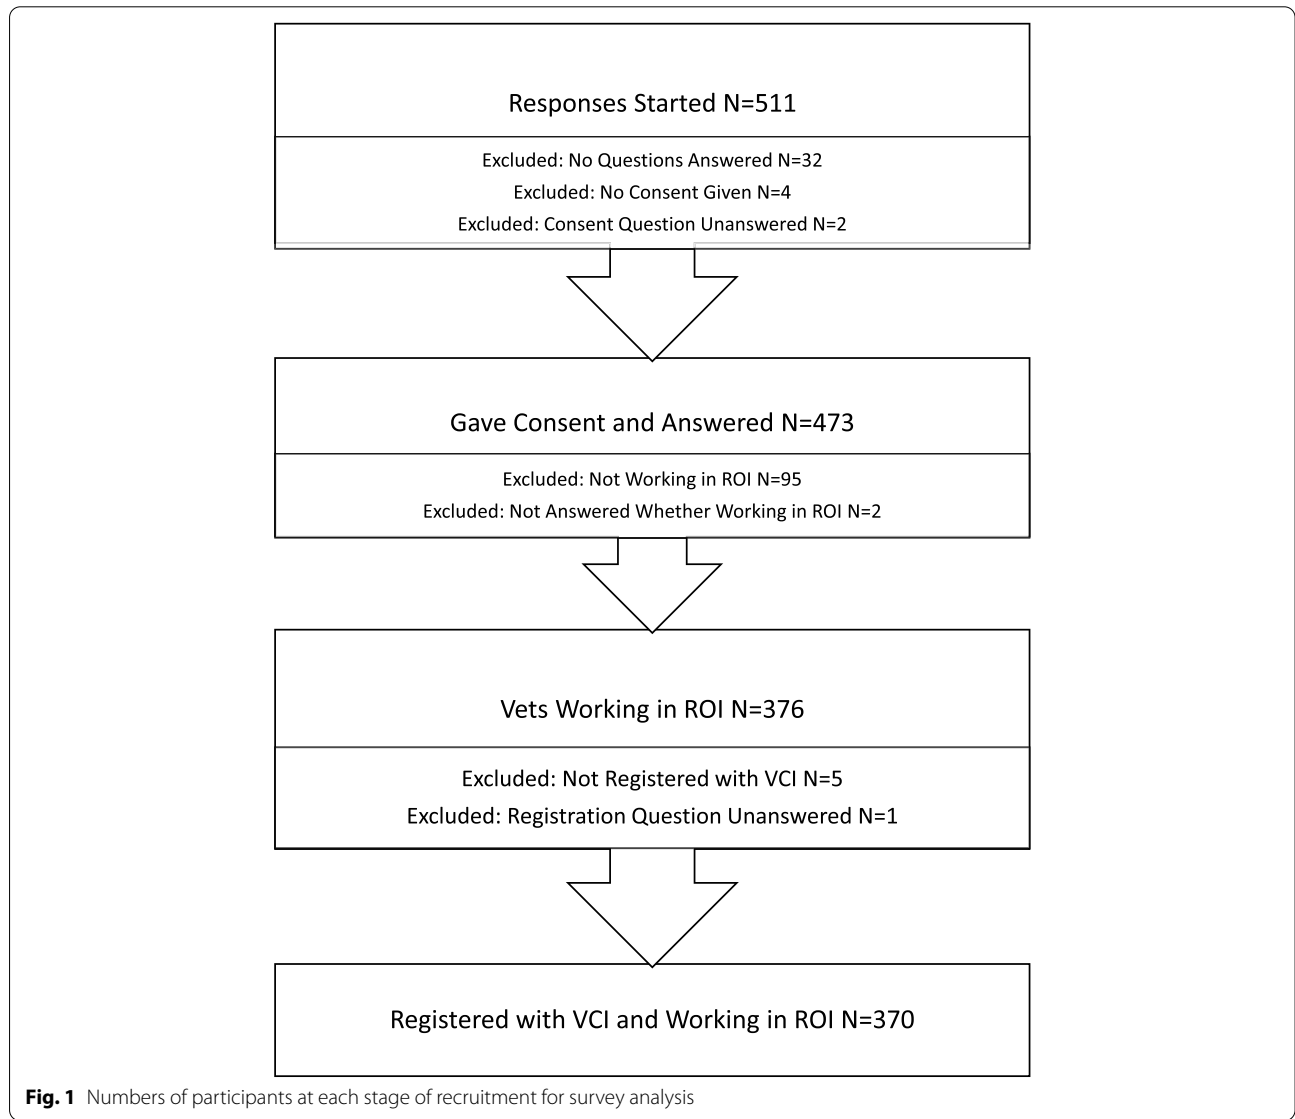 Responses Started N=511
Excluded: No Questions Answered N=32
Excluded: No Consent Given N=4
Excluded: Consent Question Unanswered N=2
Gave Consent and Answered N=473
Excluded: Not Working in ROI N=95
Excluded: Not Answered Whether Working in ROI N=2
Vets Working in ROI N=376
Excluded: Not Registered with VCI N=5
Excluded: Registration Question Unanswered N=1
Registered with VCI and Working in ROI N=370
Fig. 1 Numbers of participants at each stage of recruitment for survey analysis